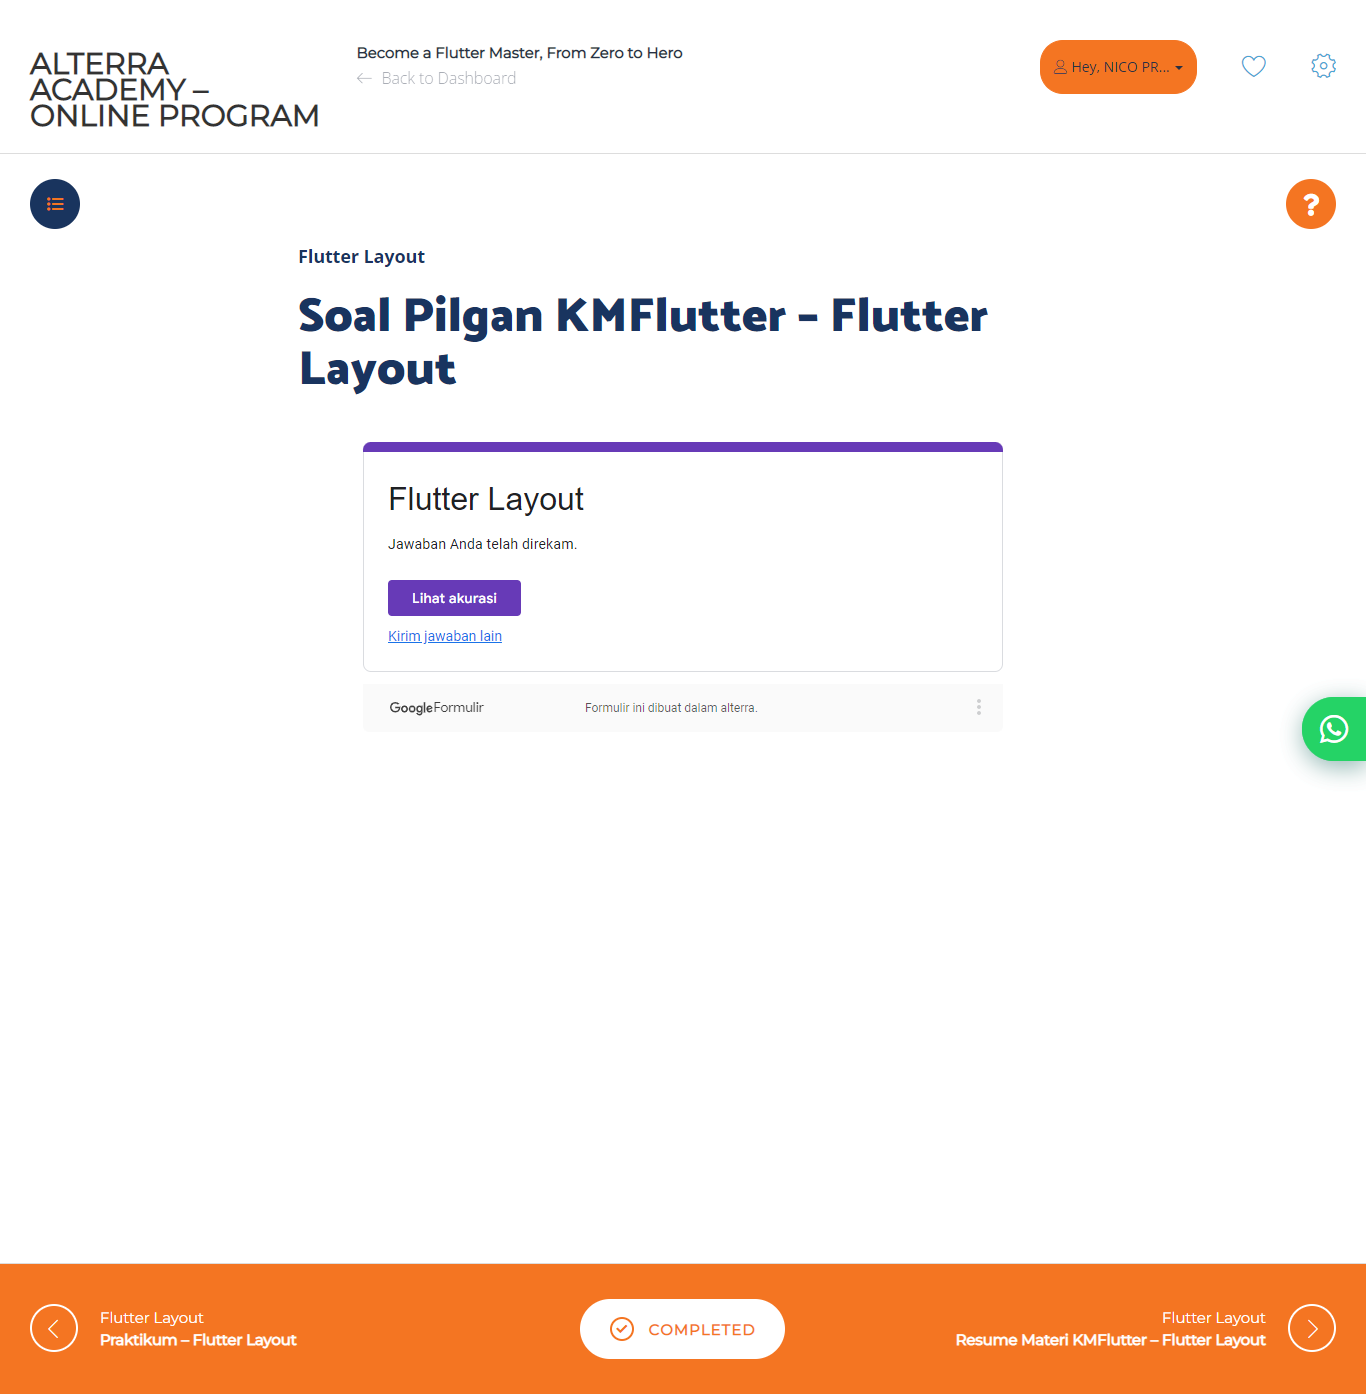 ALTERRA
ACADEMY –
ONLINE PROGRAM
Become a Flutter Master, From Zero to Hero
Back to Dashboard
Hey, NICO PR...
Flutter Layout
Soal Pilgan KMFlutter – Flutter
Layout
Flutter Layout
Jawaban Anda telah direkam.
Lihat akurasi
Kirim jawaban lain
Google Formulir
Formulir ini dibuat dalam alterra.
Flutter Layout
Praktikum – Flutter Layout
COMPLETED
Flutter Layout
Resume Materi KMFlutter – Flutter Layout